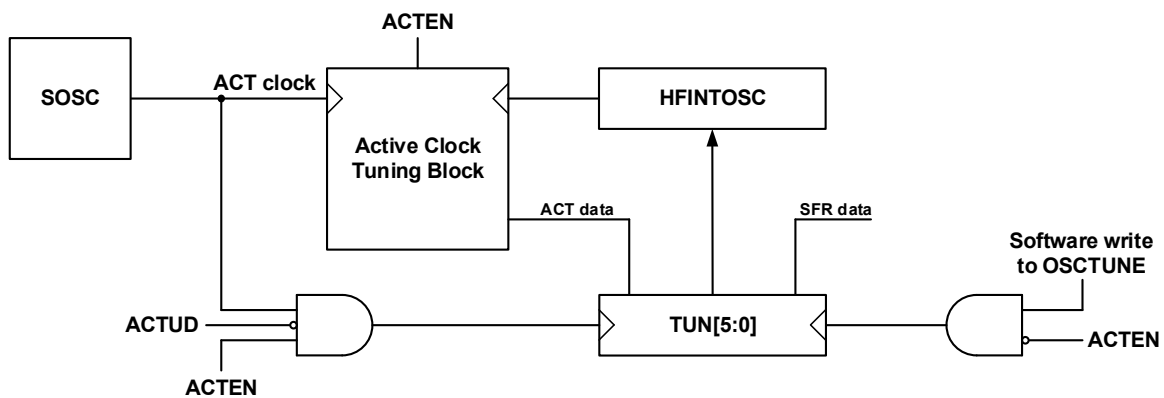 ACTEN
SOSC
ACT clock
HFINTOSC
Active Clock
Tuning Block
ACT data
SFR data
Software write
to OSCTUNE
ACTUD
TUN[5:0]
ACTEN
ACTEN